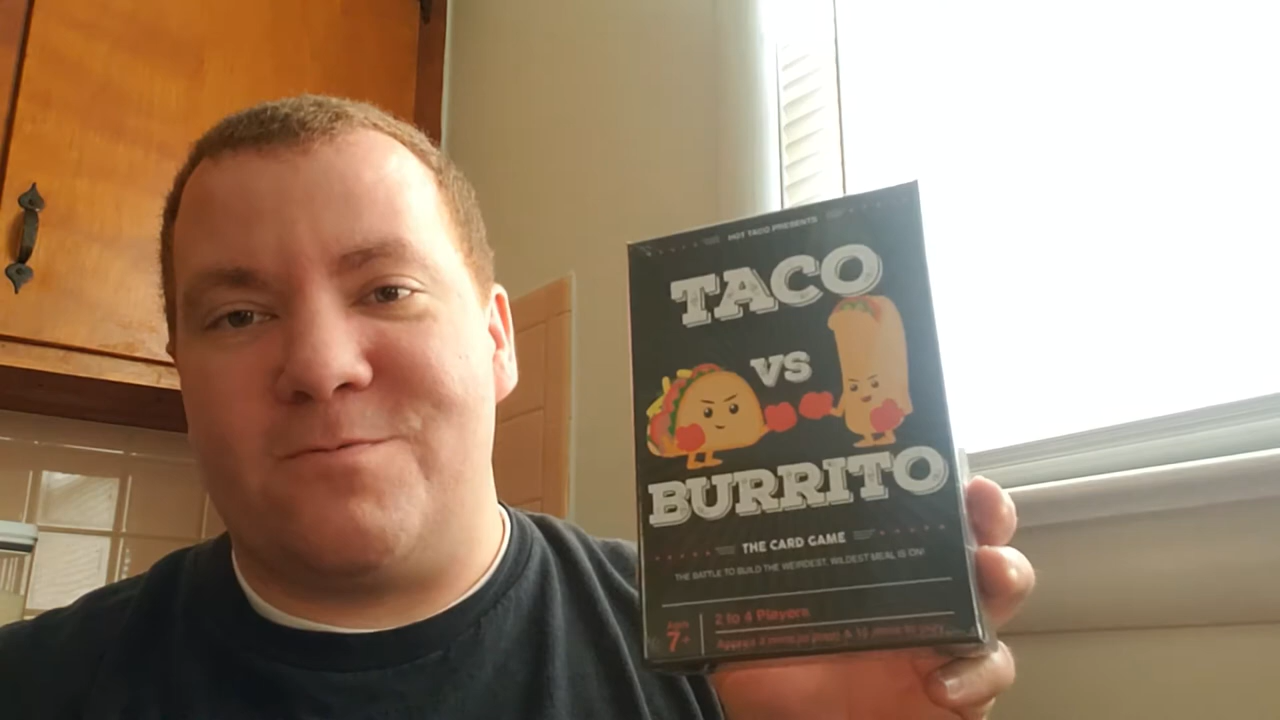 HOT TACO PRESENTS
TACO
VS
BURRITO
THE CARD GAME
THE BATTLE TO BUILD THE WEIRDEST, WILDEST MEAL IS ON!
AGES
7+
2 to 4 Players